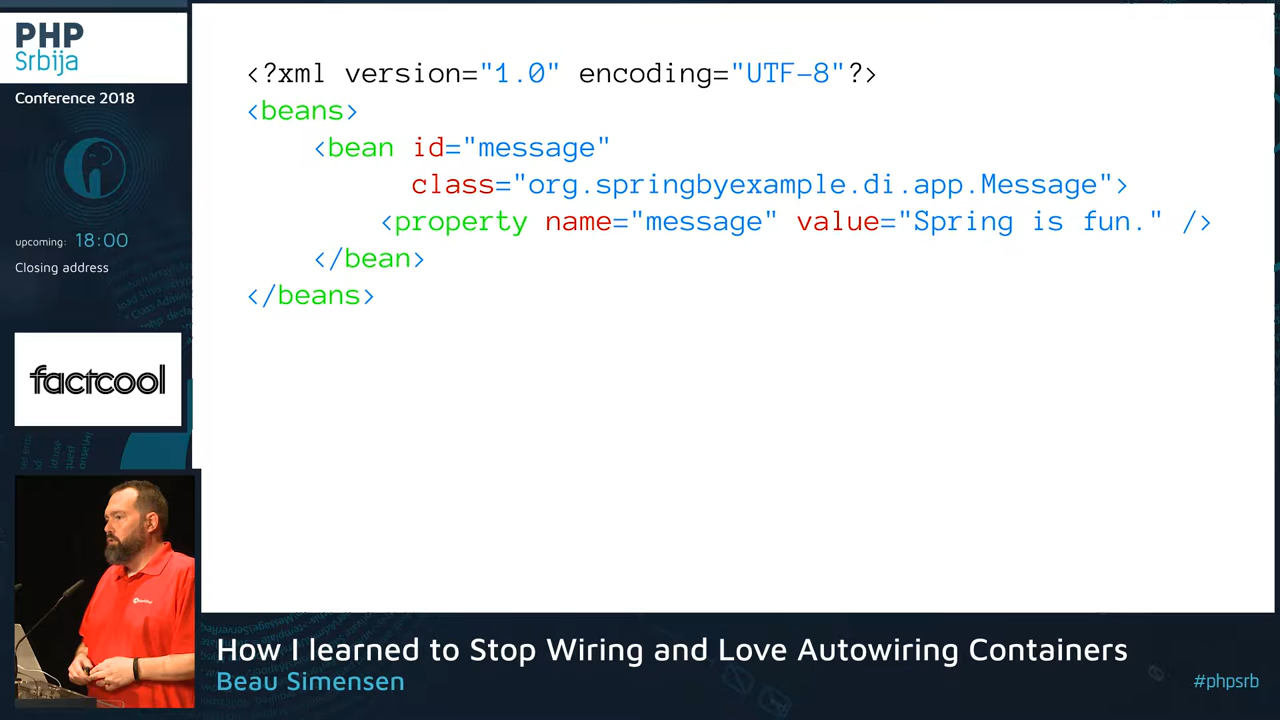 PHP
Srbija
Conference 2018
upcoming: 18:00
Closing address
factcool
<?xml version="1.0" encoding="UTF-8"?>
<beans>
    <bean id="message"
          class="org.springbyexample.di.app.Message">
        <property name="message" value="Spring is fun." />
    </bean>
</beans>
How I learned to Stop Wiring and Love Autowiring Containers
Beau Simensen
#phpsrb